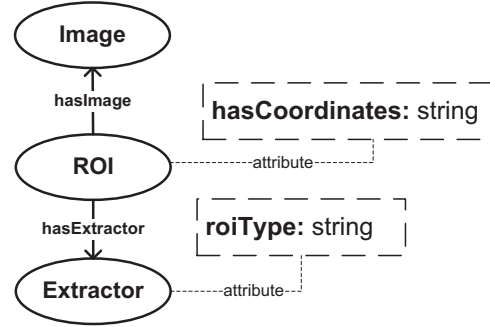 Image
hasImage
hasCoordinates: string
ROI
attribute
hasExtractor
roiType: string
Extractor
attribute